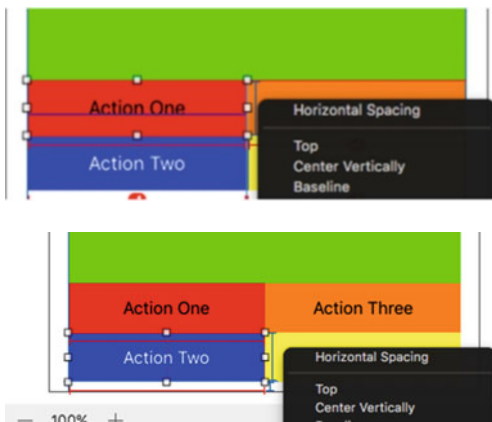 Action One
Horizontal Spacing
Top
Action Two
Center Vertically
Baseline
Action One
Action Three
Action Two
Horizontal Spacing
Top
Center Vertically
100%